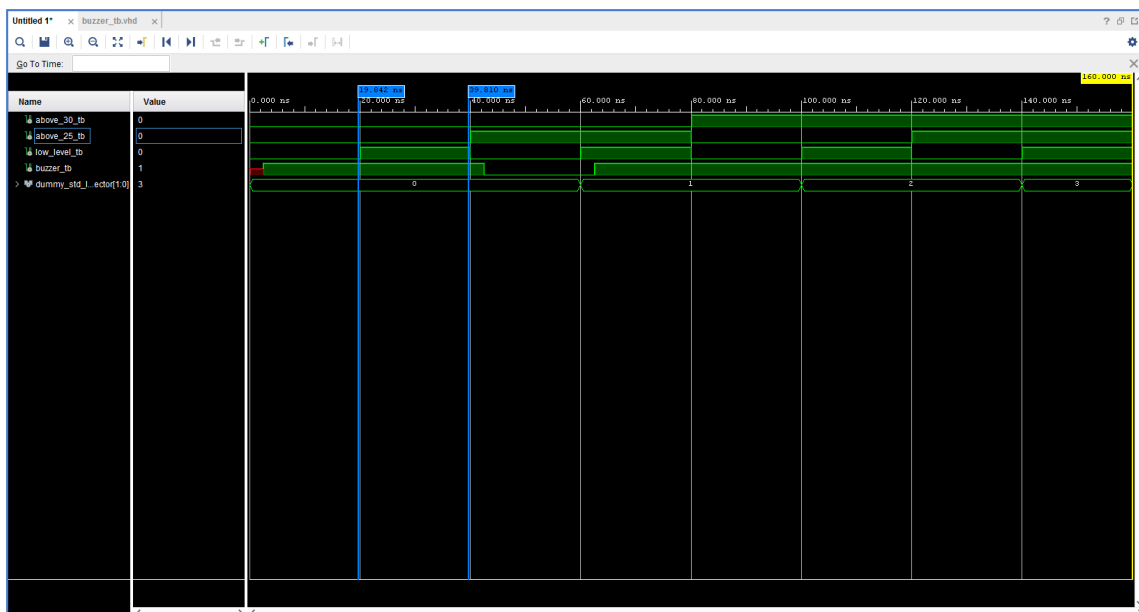 Untitled 1* × buzzer_tb.vhd ×
Go To Time:
160.000 ns
19.842 ns 39.810 ns
Name Value 0.000 ns 20.000 ns 40.000 ns 60.000 ns 80.000 ns 100.000 ns 120.000 ns 140.000 ns
above_30_tb 0
above_25_tb 0
low_level_tb 0
buzzer_tb 1
dummy_std_l...ector[1:0] 3 0 1 2 3